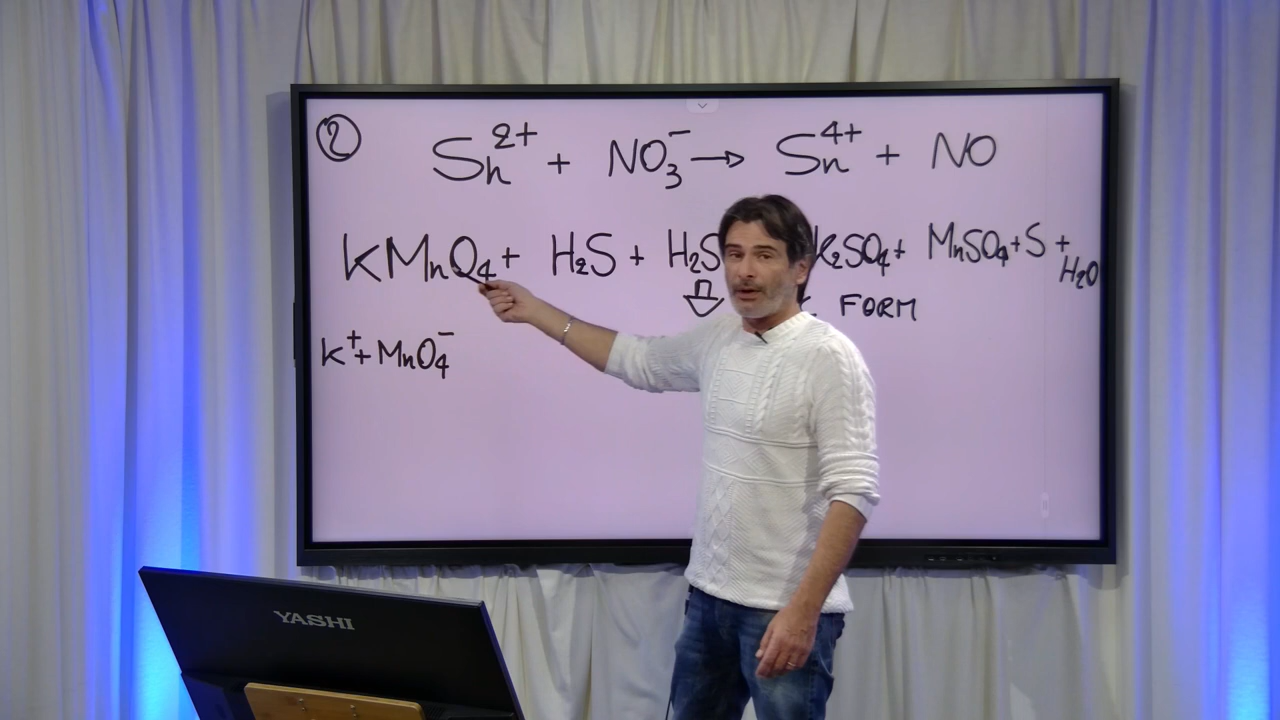 ② Sn²⁺ + NO₃⁻ → Sn⁴⁺ + NO
KMnO₄ + H₂S + H₂S K₂SO₄ + MnSO₄ + S + H₂O
FORM
K⁺ + MnO₄⁻
YASHI